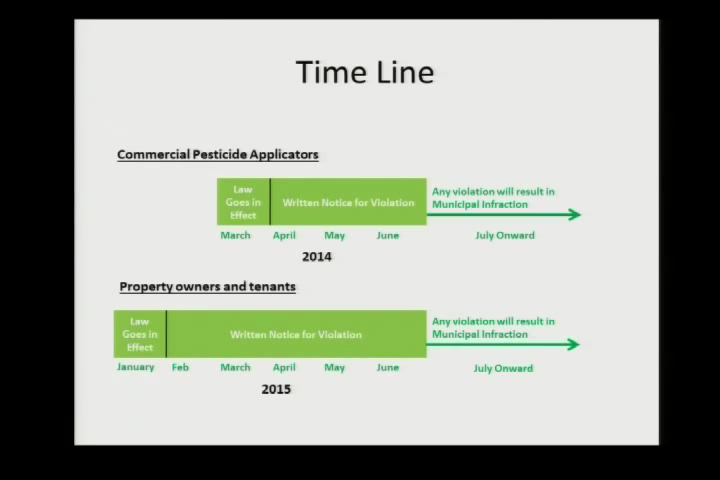 Time Line
Commercial Pesticide Applicators
Law
Goes in
Effect
Written Notice for Violation
Any violation will result in
Municipal Infraction
March
April
May
June
July Onward
2014
Property owners and tenants
Law
Goes in
Effect
Written Notice for Violation
Any violation will result in
Municipal Infraction
January
Feb
March
April
May
June
July Onward
2015